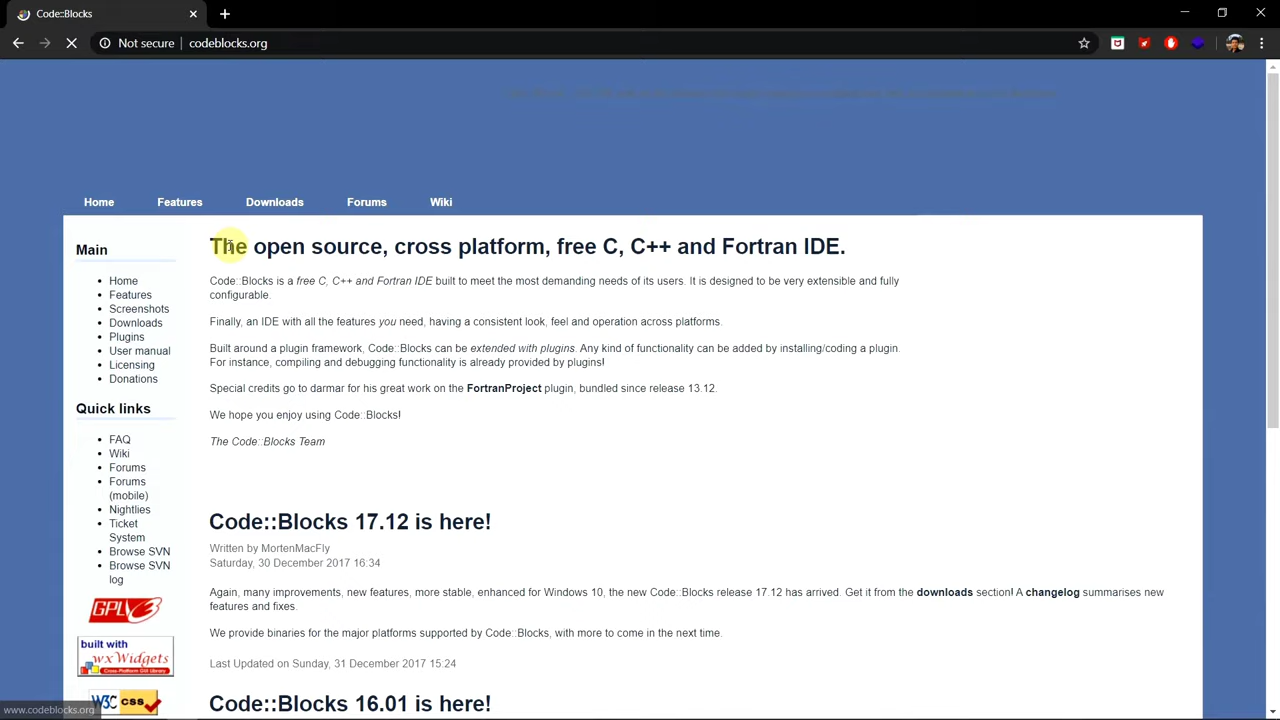 Code::Blocks
Not secure
codeblocks.org
Home Features Downloads Forums Wiki
Main
Home
Features
Screenshots
Downloads
Plugins
User manual
Licensing
Donations
Quick links
FAQ
Wiki
Forums
Forums
(mobile)
Nightlies
Ticket
System
Browse SVN
Browse SVN
log
GPL 3
built with
wxWidgets
Cross-Platform GUI Library
W3C css
The open source, cross platform, free C, C++ and Fortran IDE.
Code::Blocks is a free C, C++ and Fortran IDE built to meet the most demanding needs of its users. It is designed to be very extensible and fully
configurable.
Finally, an IDE with all the features you need, having a consistent look, feel and operation across platforms.
Built around a plugin framework, Code::Blocks can be extended with plugins. Any kind of functionality can be added by installing/coding a plugin.
For instance, compiling and debugging functionality is already provided by plugins!
Special credits go to darmar for his great work on the FortranProject plugin, bundled since release 13.12.
We hope you enjoy using Code::Blocks!
The Code::Blocks Team
Code::Blocks 17.12 is here!
Written by MortenMacFly
Saturday, 30 December 2017 16:34
Again, many improvements, new features, more stable, enhanced for Windows 10, the new Code::Blocks release 17.12 has arrived. Get it from the downloads section! A changelog summarises new
features and fixes.
We provide binaries for the major platforms supported by Code::Blocks, with more to come in the next time.
Last Updated on Sunday, 31 December 2017 15:24
Code::Blocks 16.01 is here!
www.codeblocks.org